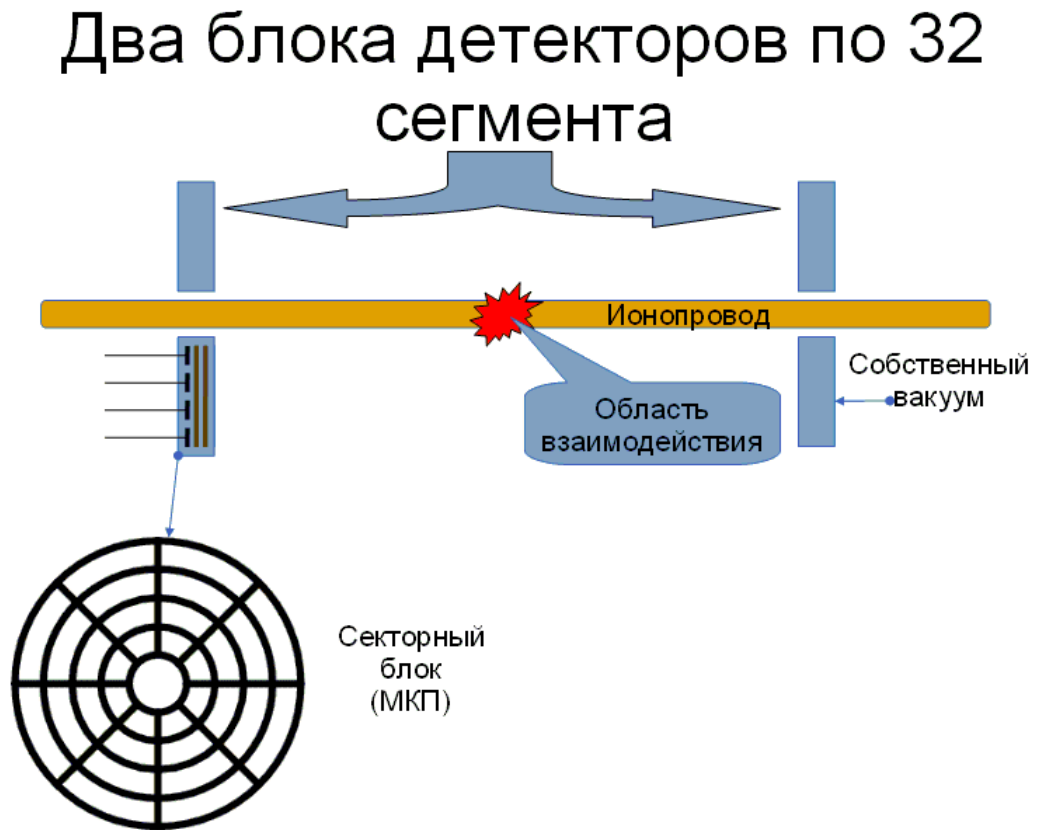 Два блока детекторов по 32
сегмента
Ионопровод
Собственный
вакуум
Область
взаимодействия
Секторный
блок
(МКП)